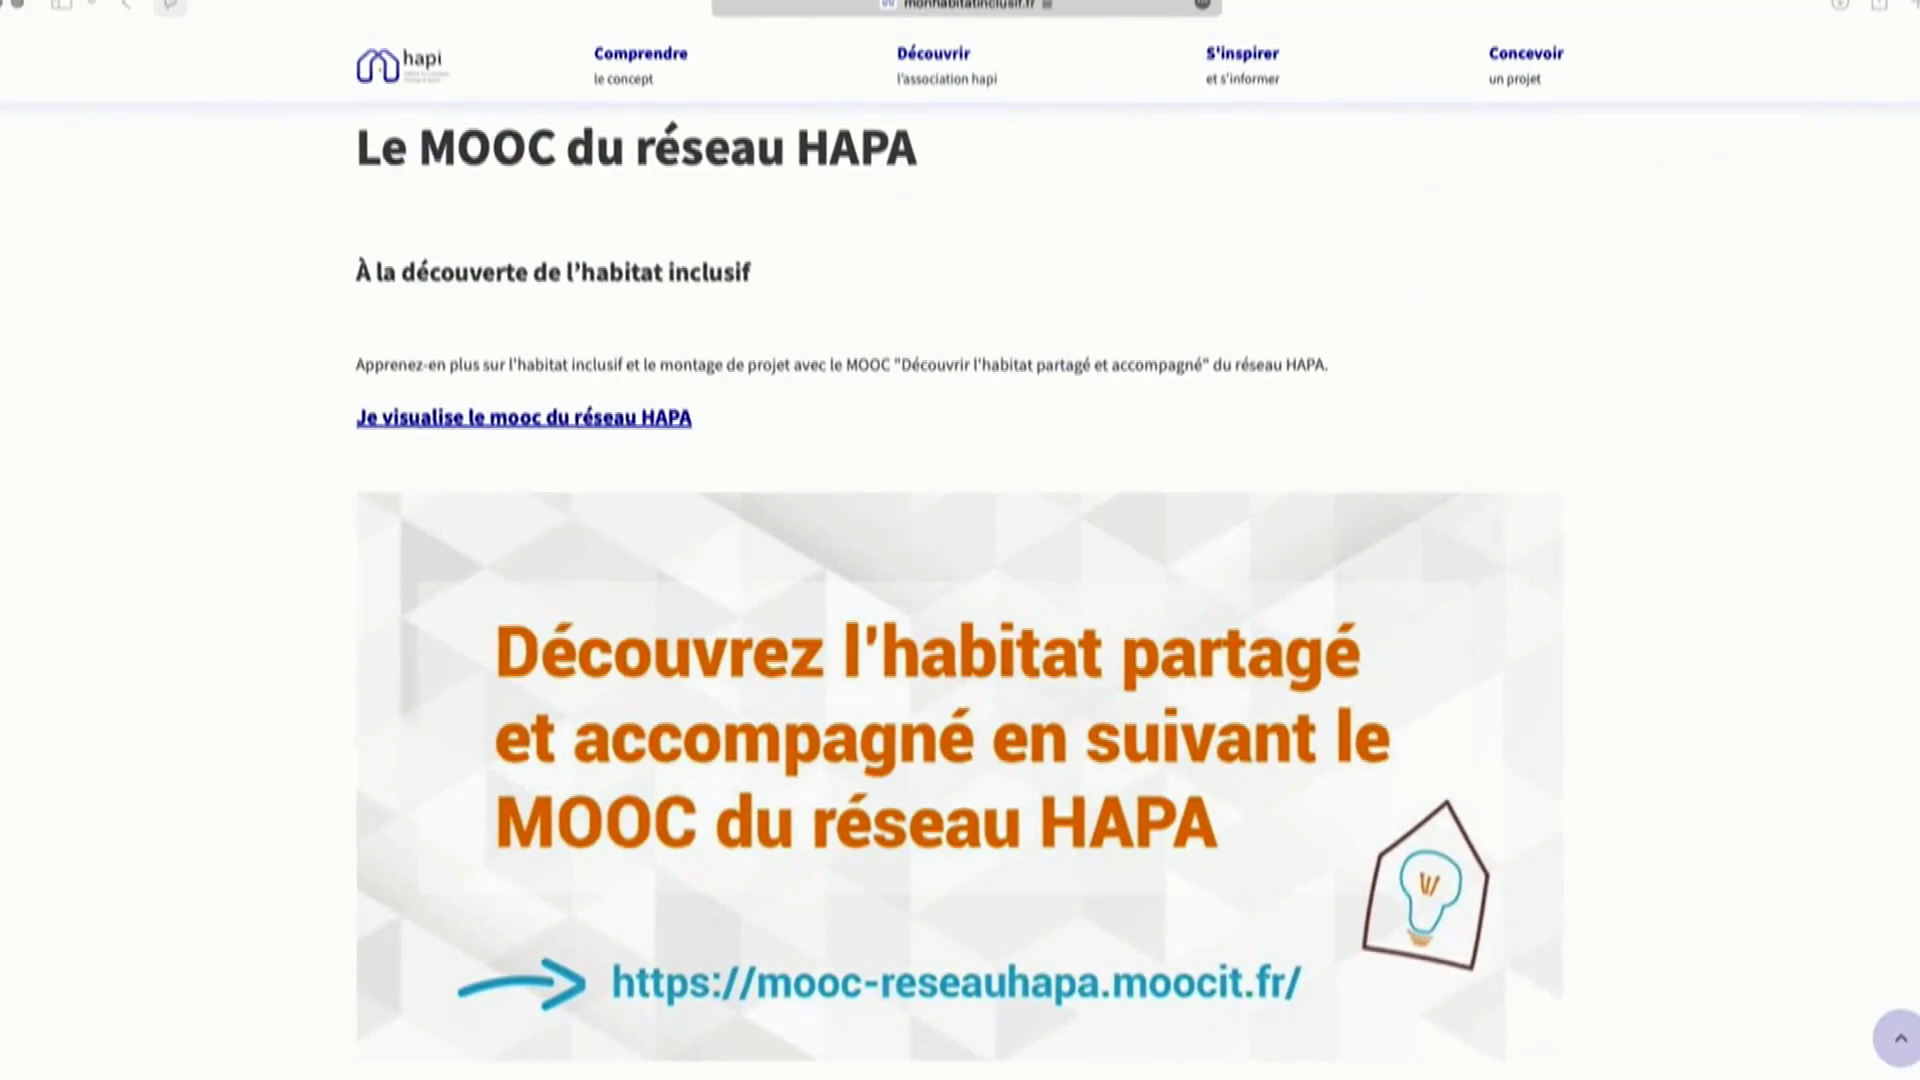 monhabitatinclusif.fr
hapi
Comprendre
le concept
Découvrir
l'association hapi
S'inspirer
et s'informer
Concevoir
un projet
Le MOOC du réseau HAPA
À la découverte de l'habitat inclusif
Apprenez-en plus sur l'habitat inclusif et le montage de projet avec le MOOC "Découvrir l'habitat partagé et accompagné" du réseau HAPA.
Je visualise le mooc du réseau HAPA
Découvrez l'habitat partagé
et accompagné en suivant le
MOOC du réseau HAPA
https://mooc-reseauhapa.moocit.fr/